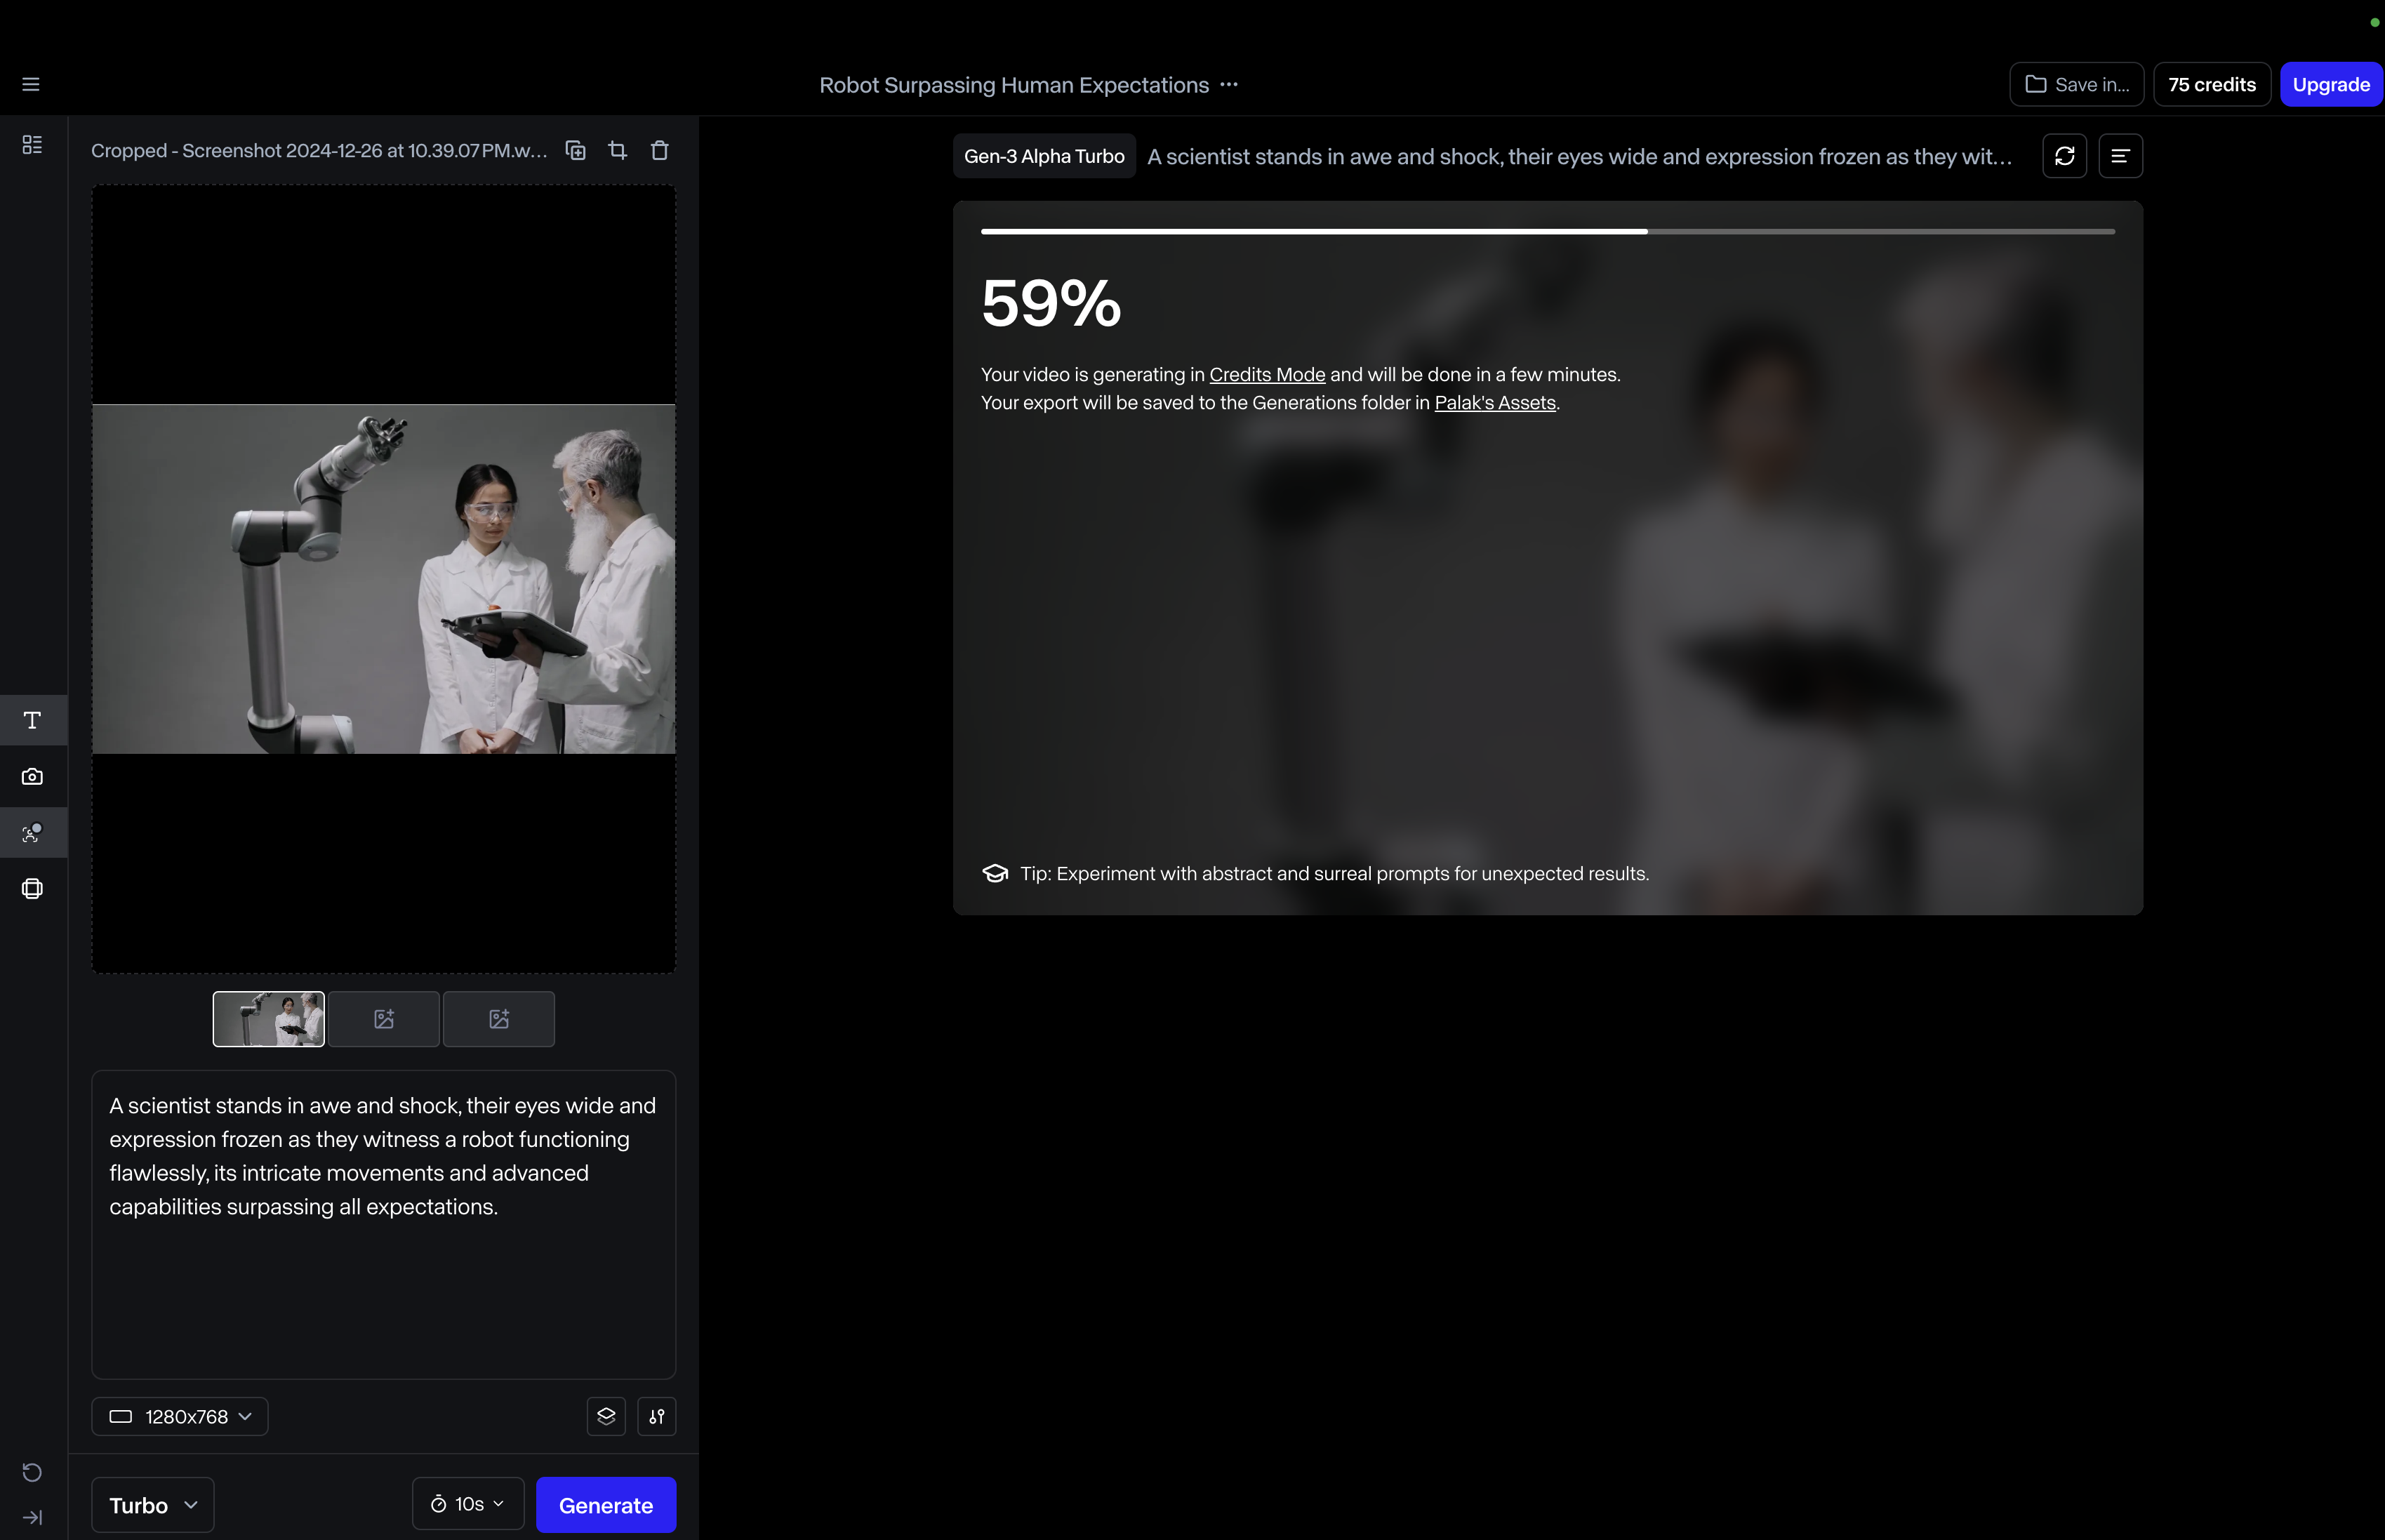 Robot Surpassing Human Expectations ...
Save in...
75 credits
Upgrade
Cropped - Screenshot 2024-12-26 at 10.39.07 PM.w...
Gen-3 Alpha Turbo
A scientist stands in awe and shock, their eyes wide and expression frozen as they wit...
59%
Your video is generating in Credits Mode and will be done in a few minutes.
Your export will be saved to the Generations folder in Palak's Assets.
Tip: Experiment with abstract and surreal prompts for unexpected results.
T
A scientist stands in awe and shock, their eyes wide and
expression frozen as they witness a robot functioning
flawlessly, its intricate movements and advanced
capabilities surpassing all expectations.
1280x768
Turbo
10s
Generate